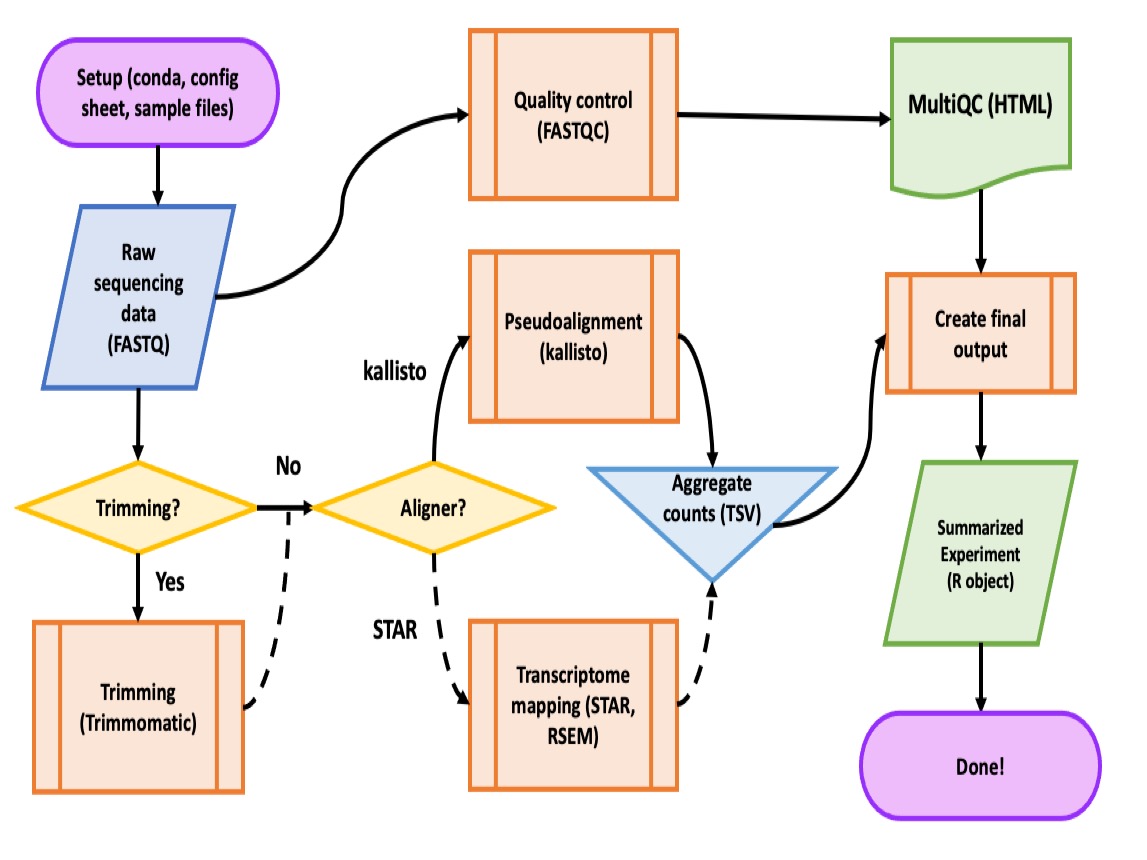 Setup (conda, config
sheet, sample files)
Quality control
(FASTQC)
MultiQC (HTML)
Raw
sequencing
data
(FASTQ)
Pseudoalignment
(kallisto)
Create final
output
kallisto
No
Trimming?
Aligner?
Aggregate
counts (TSV)
Summarized
Experiment
(R object)
Yes
STAR
Trimming
(Trimmomatic)
Transcriptome
mapping (STAR,
RSEM)
Done!